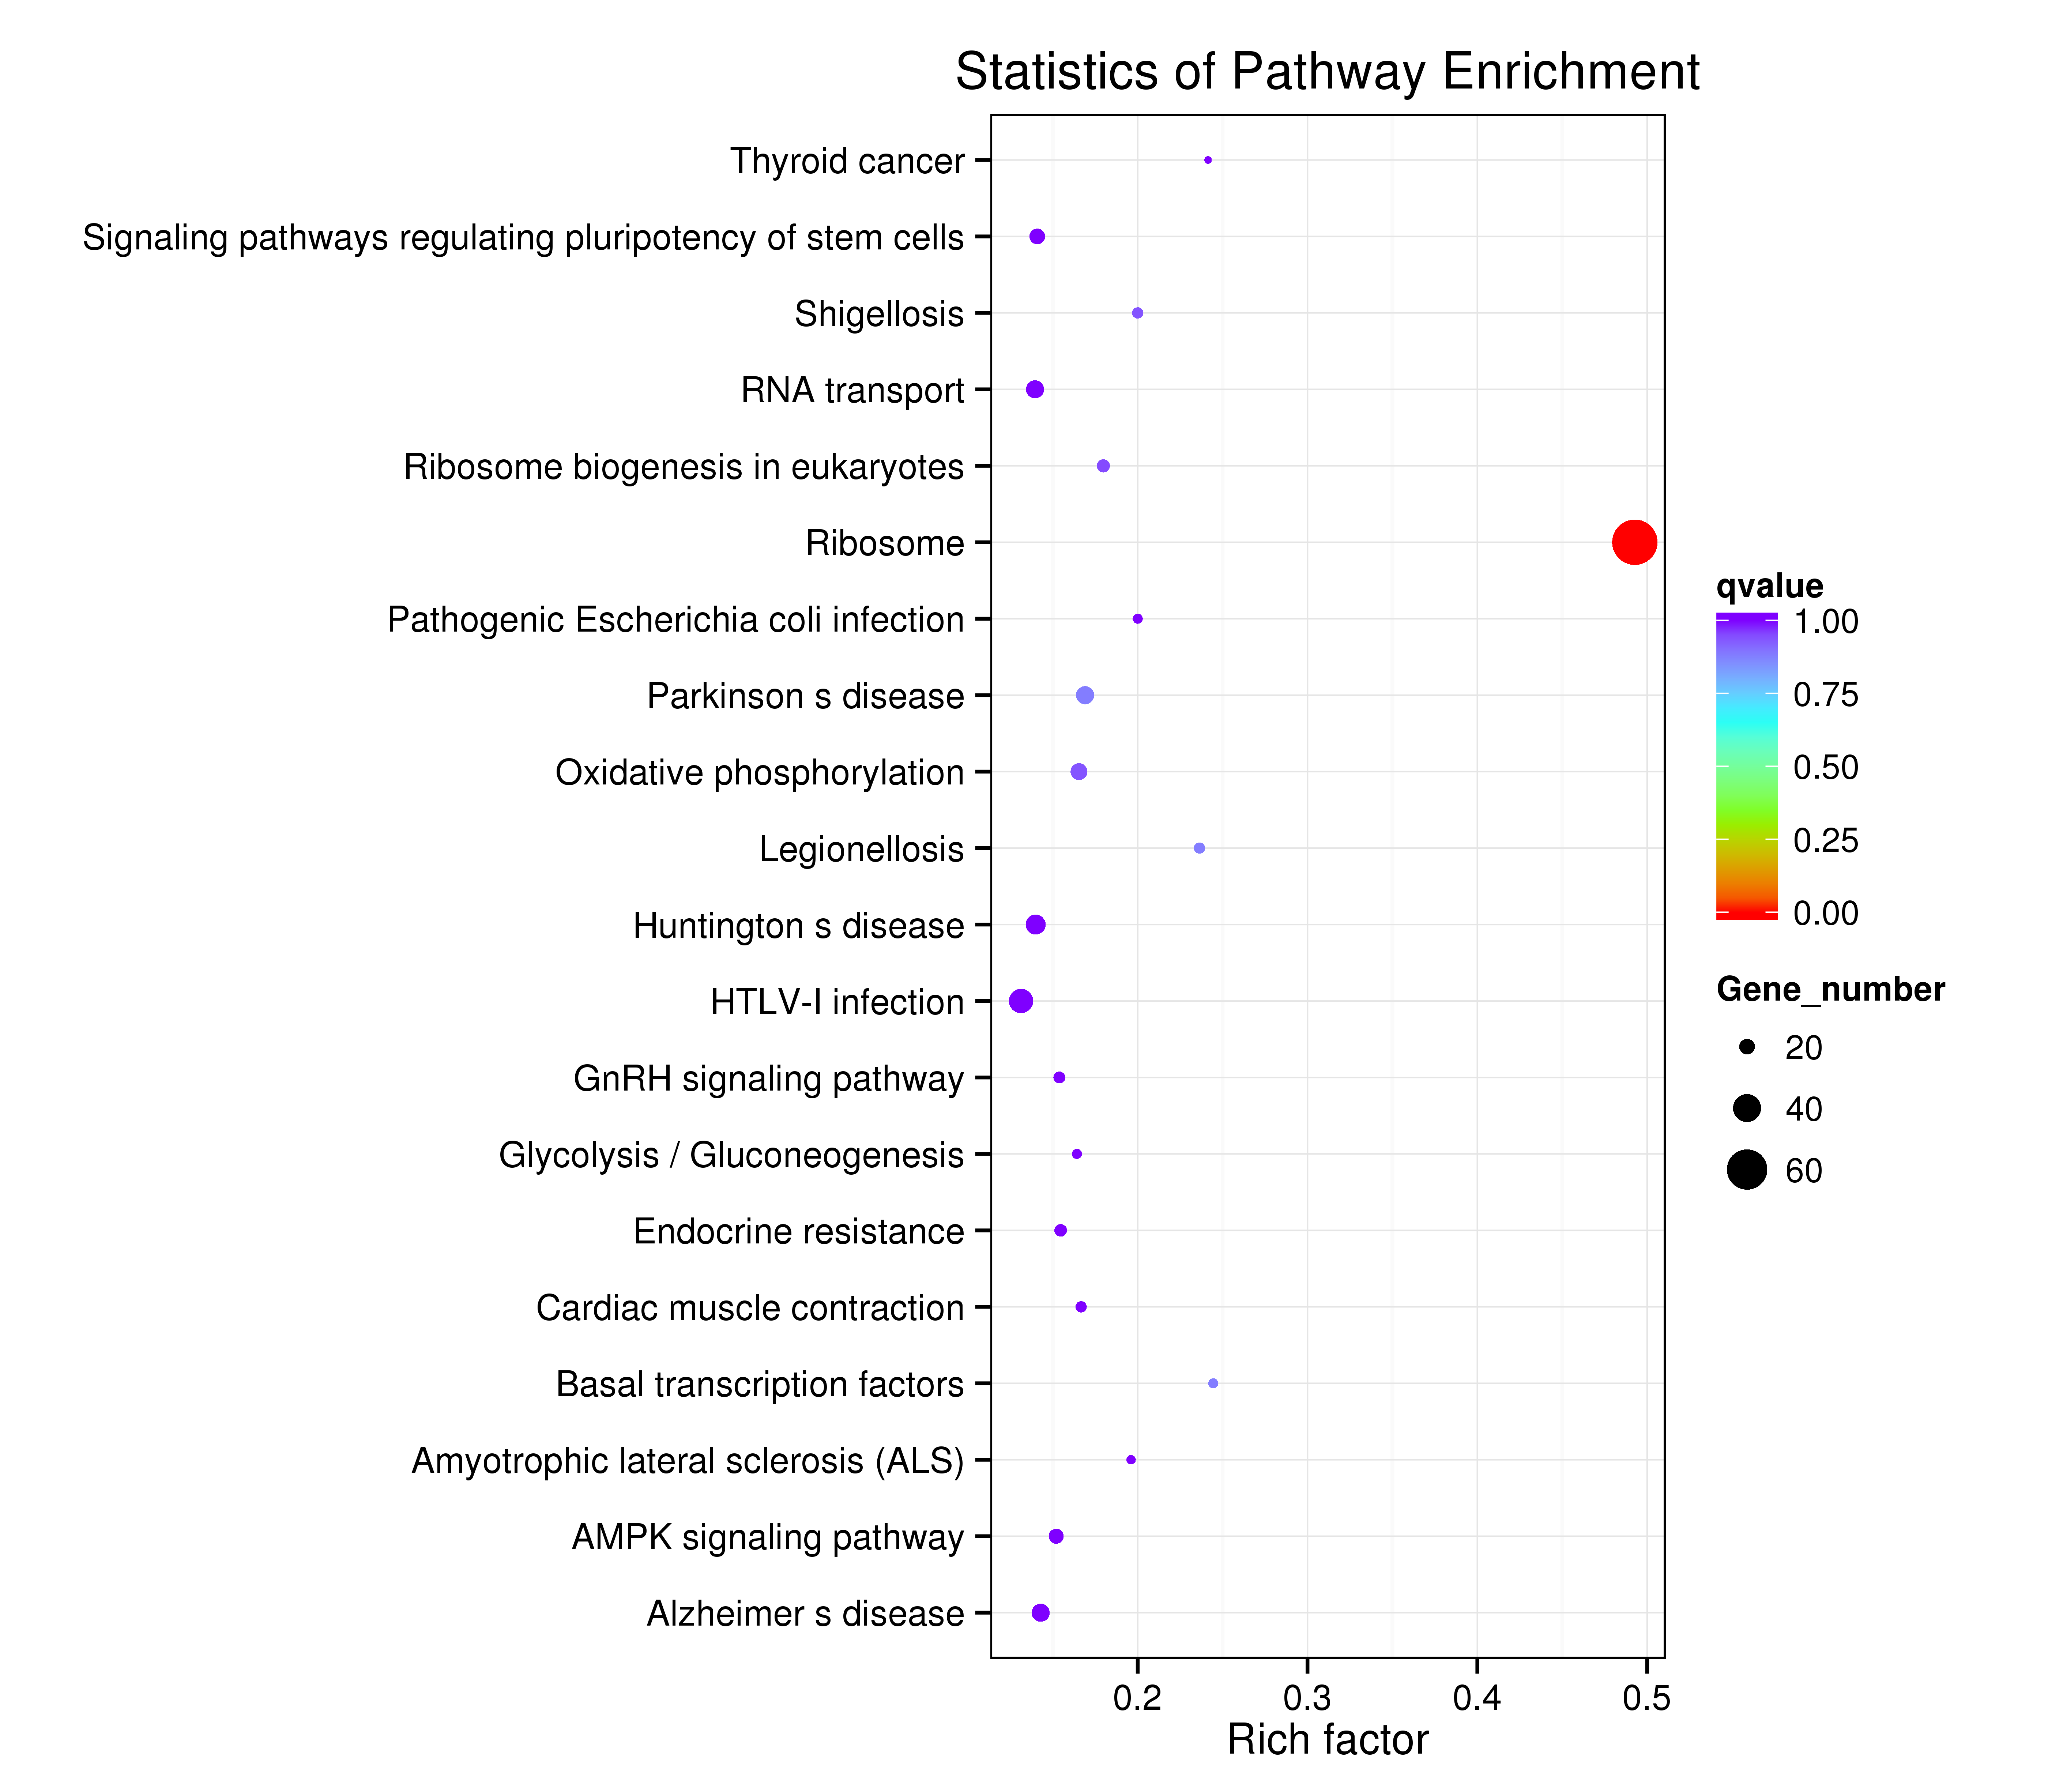 Statistics of Pathway Enrichment
Thyroid cancer
Signaling pathways regulating pluripotency of stem cells
Shigellosis
RNA transport
Ribosome biogenesis in eukaryotes
Ribosome
Pathogenic Escherichia coli infection
Parkinson s disease
Oxidative phosphorylation
Legionellosis
Huntington s disease
HTLV-I infection
GnRH signaling pathway
Glycolysis / Gluconeogenesis
Endocrine resistance
Cardiac muscle contraction
Basal transcription factors
Amyotrophic lateral sclerosis (ALS)
AMPK signaling pathway
Alzheimer s disease
0.2 0.3 0.4 0.5
Rich factor
qvalue
1.00
0.75
0.50
0.25
0.00
Gene_number
20
40
60